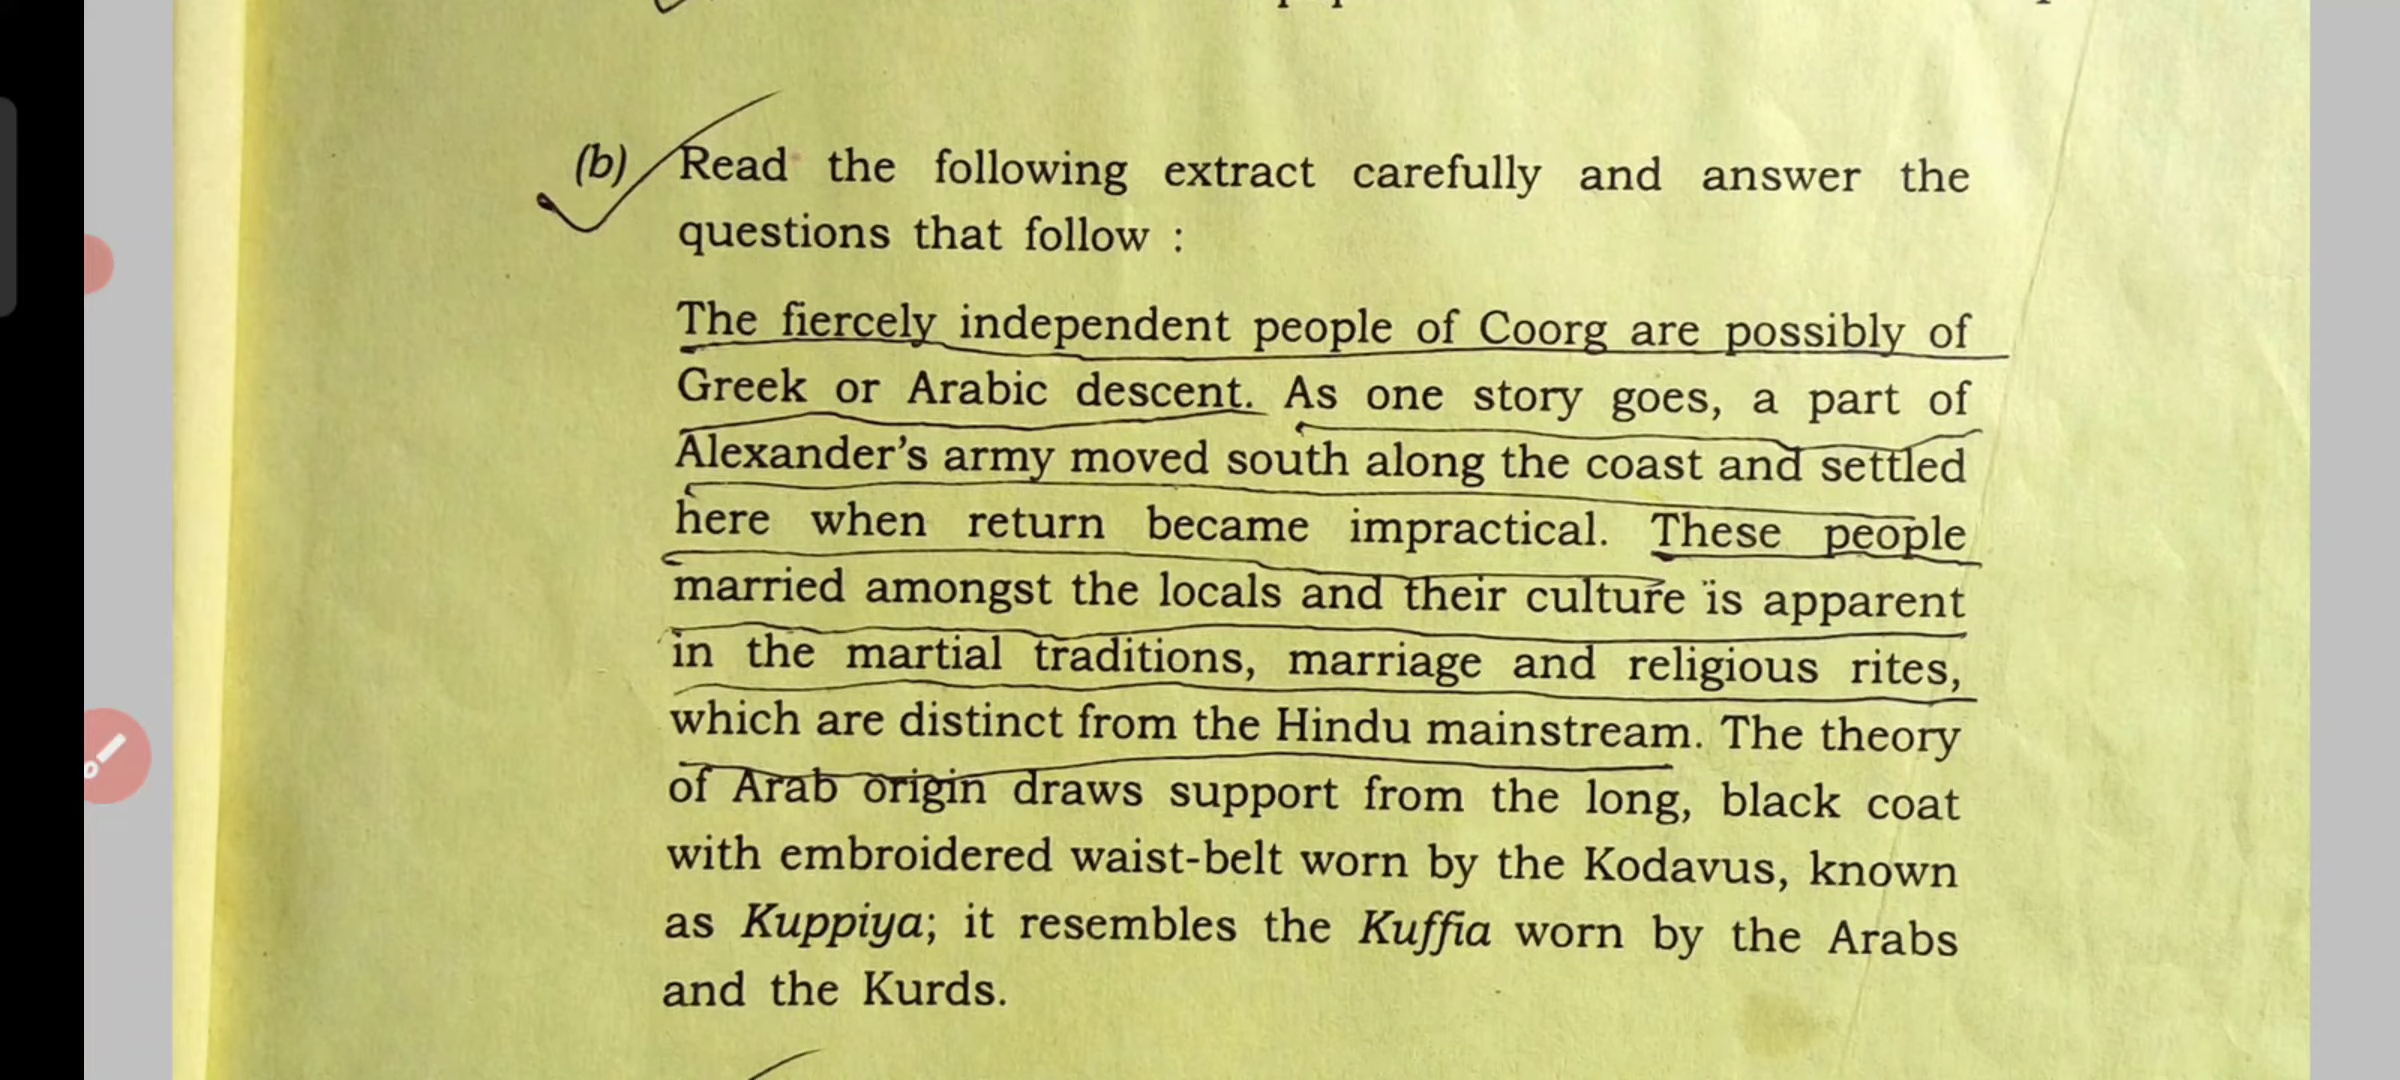 (b) Read the following extract carefully and answer the
questions that follow :
The fiercely independent people of Coorg are possibly of
Greek or Arabic descent. As one story goes, a part of
Alexander's army moved south along the coast and settled
here when return became impractical. These people
married amongst the locals and their culture is apparent
in the martial traditions, marriage and religious rites,
which are distinct from the Hindu mainstream. The theory
of Arab origin draws support from the long, black coat
with embroidered waist-belt worn by the Kodavus, known
as Kuppiya; it resembles the Kuffia worn by the Arabs
and the Kurds.